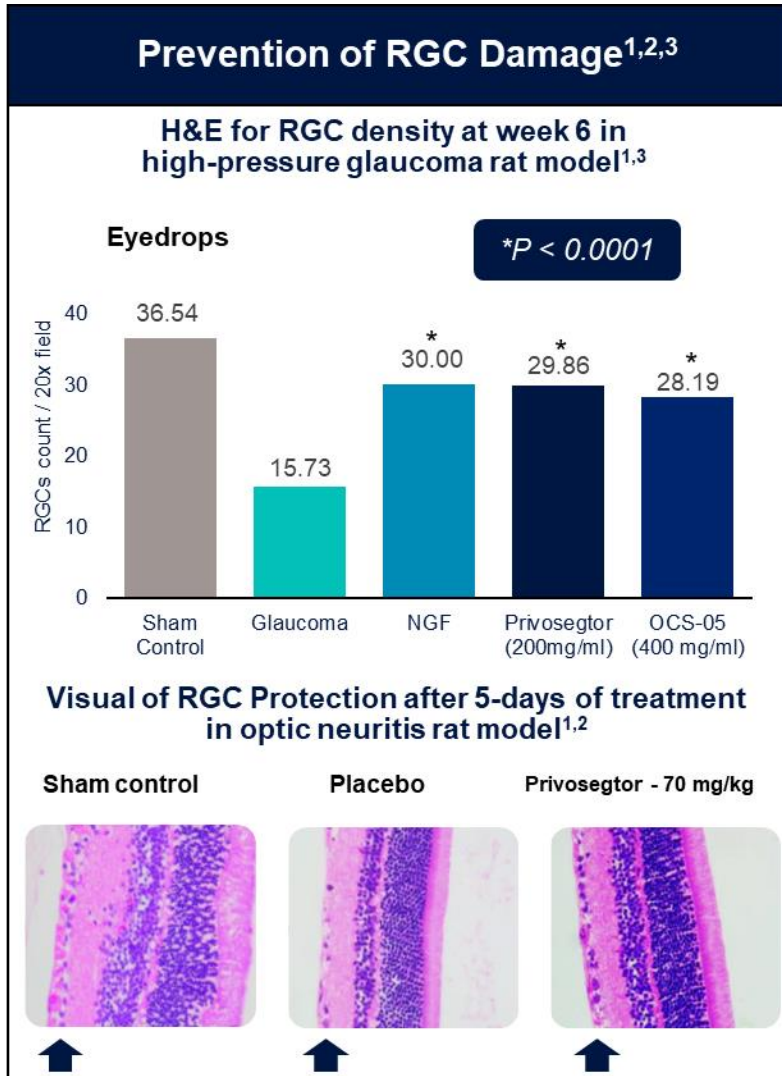 Prevention of RGC Damage1,2,3
H&E for RGC density at week 6 in
high-pressure glaucoma rat model1,3
Eyedrops
*P < 0.0001
RGCs count / 20x field
40
30
20
10
0
36.54
15.73
*
30.00
*
29.86
*
28.19
Sham
Control
Glaucoma
NGF
Privosegtor
(200mg/ml)
OCS-05
(400 mg/ml)
Visual of RGC Protection after 5-days of treatment
in optic neuritis rat model1,2
Sham control
Placebo
Privosegtor - 70 mg/kg